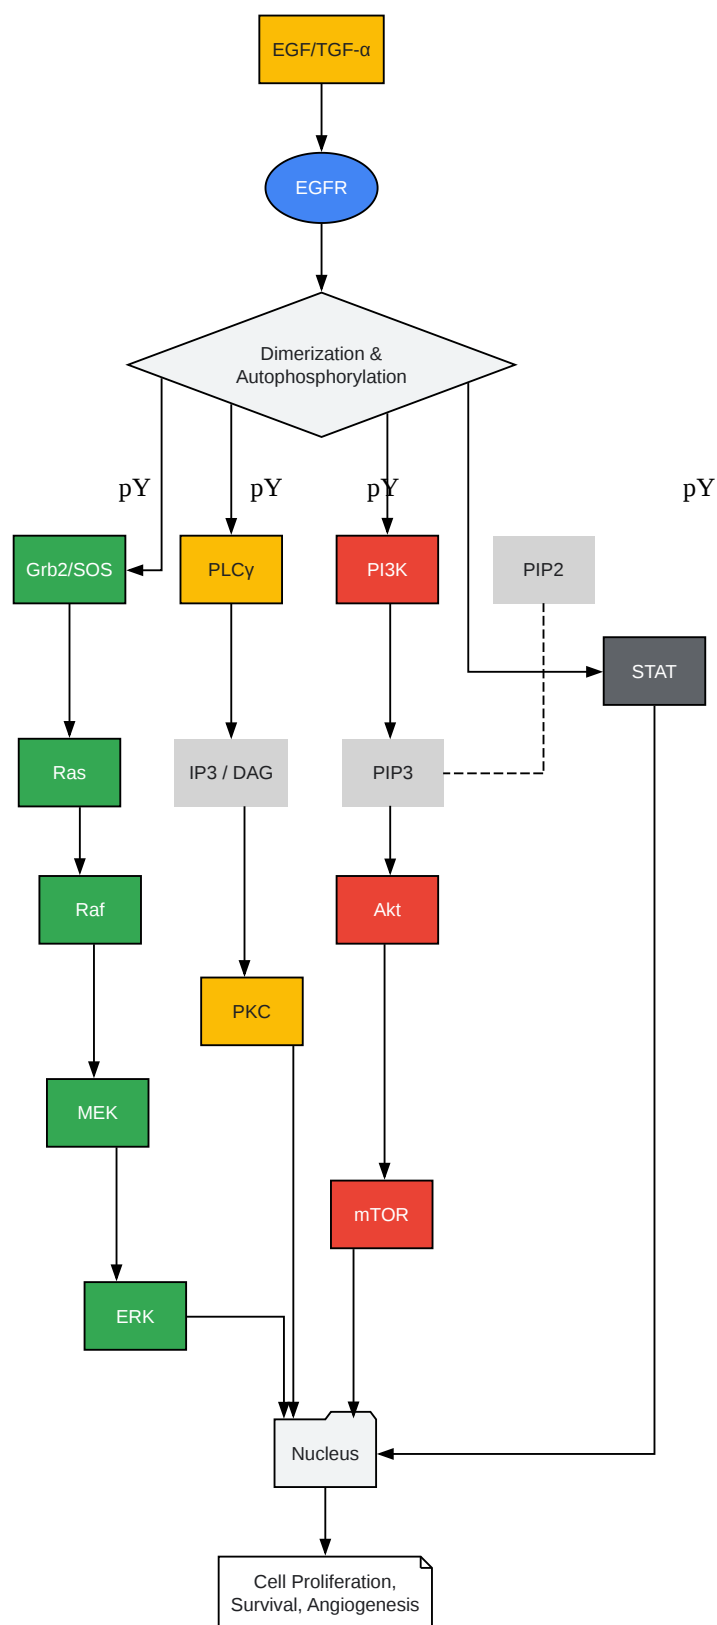 EGF/TGF-α
EGFR
Dimerization &
Autophosphorylation
pY
pY
pY
pY
Grb2/SOS
PLCγ
PI3K
PIP2
STAT
Ras
IP3 / DAG
PIP3
Raf
Akt
PKC
MEK
mTOR
ERK
Nucleus
Cell Proliferation,
Survival, Angiogenesis